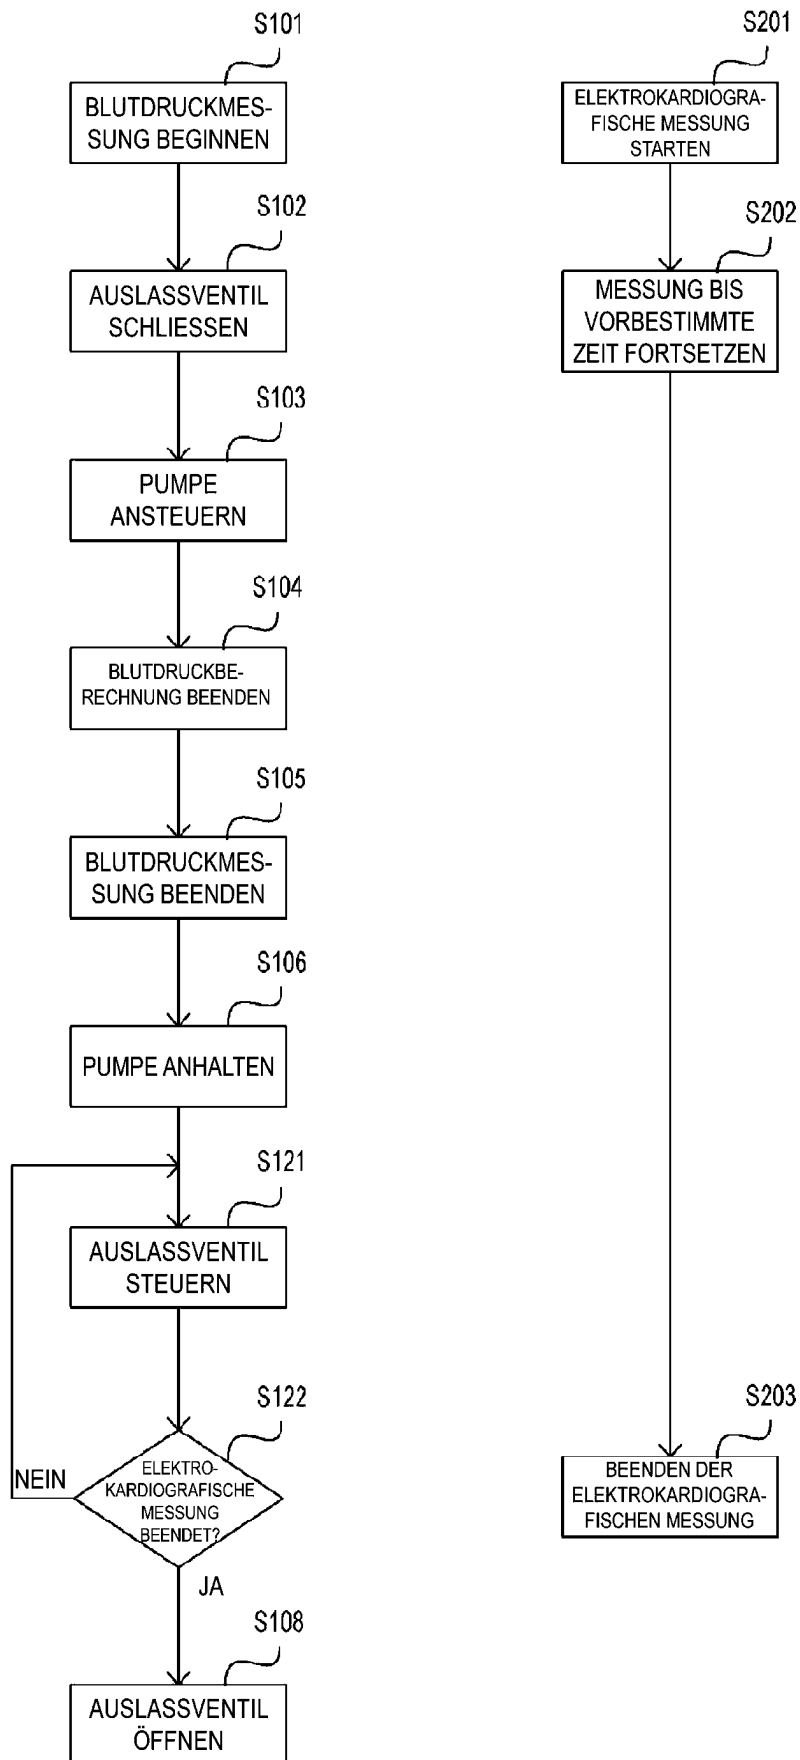 S101
BLUTDRUCKMES-
SUNG BEGINNEN
S102
AUSLASSVENTIL
SCHLIESSEN
S103
PUMPE
ANSTEUERN
S104
BLUTDRUCKBE-
RECHNUNG BEENDEN
S105
BLUTDRUCKMES-
SUNG BEENDEN
S106
PUMPE ANHALTEN
S121
AUSLASSVENTIL
STEUERN
S122
ELEKTRO-
KARDIOGRAFISCHE
MESSUNG
BEENDET?
NEIN
JA
S108
AUSLASSVENTIL
ÖFFNEN
S201
ELEKTROKARDIOGRA-
FISCHE MESSUNG
STARTEN
S202
MESSUNG BIS
VORBESTIMMTE
ZEIT FORTSETZEN
S203
BEENDEN DER
ELEKTROKARDIOGRA-
FISCHEN MESSUNG